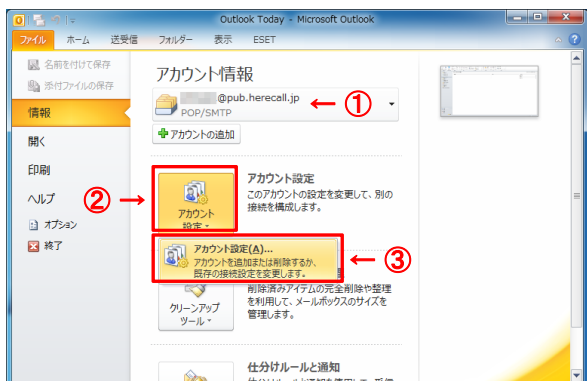 Outlook Today - Microsoft Outlook
ファイル ホーム 送受信 フォルダー 表示 ESET
名前を付けて保存
添付ファイルの保存
情報
開く
印刷
ヘルプ
オプション
終了
アカウント情報
@pub.herecall.jp
POP/SMTP
①
アカウントの追加
②
アカウント
設定
アカウント設定
このアカウントの設定を変更して、別の
接続を構成します。
アカウント設定(A)...
アカウントを追加または削除するか、
既存の接続設定を変更します。
③
クリーンアップ
ツール
削除済みアイテムの完全削除や整理
を利用して、メールボックスのサイズを
管理します。
仕分けルールと通知